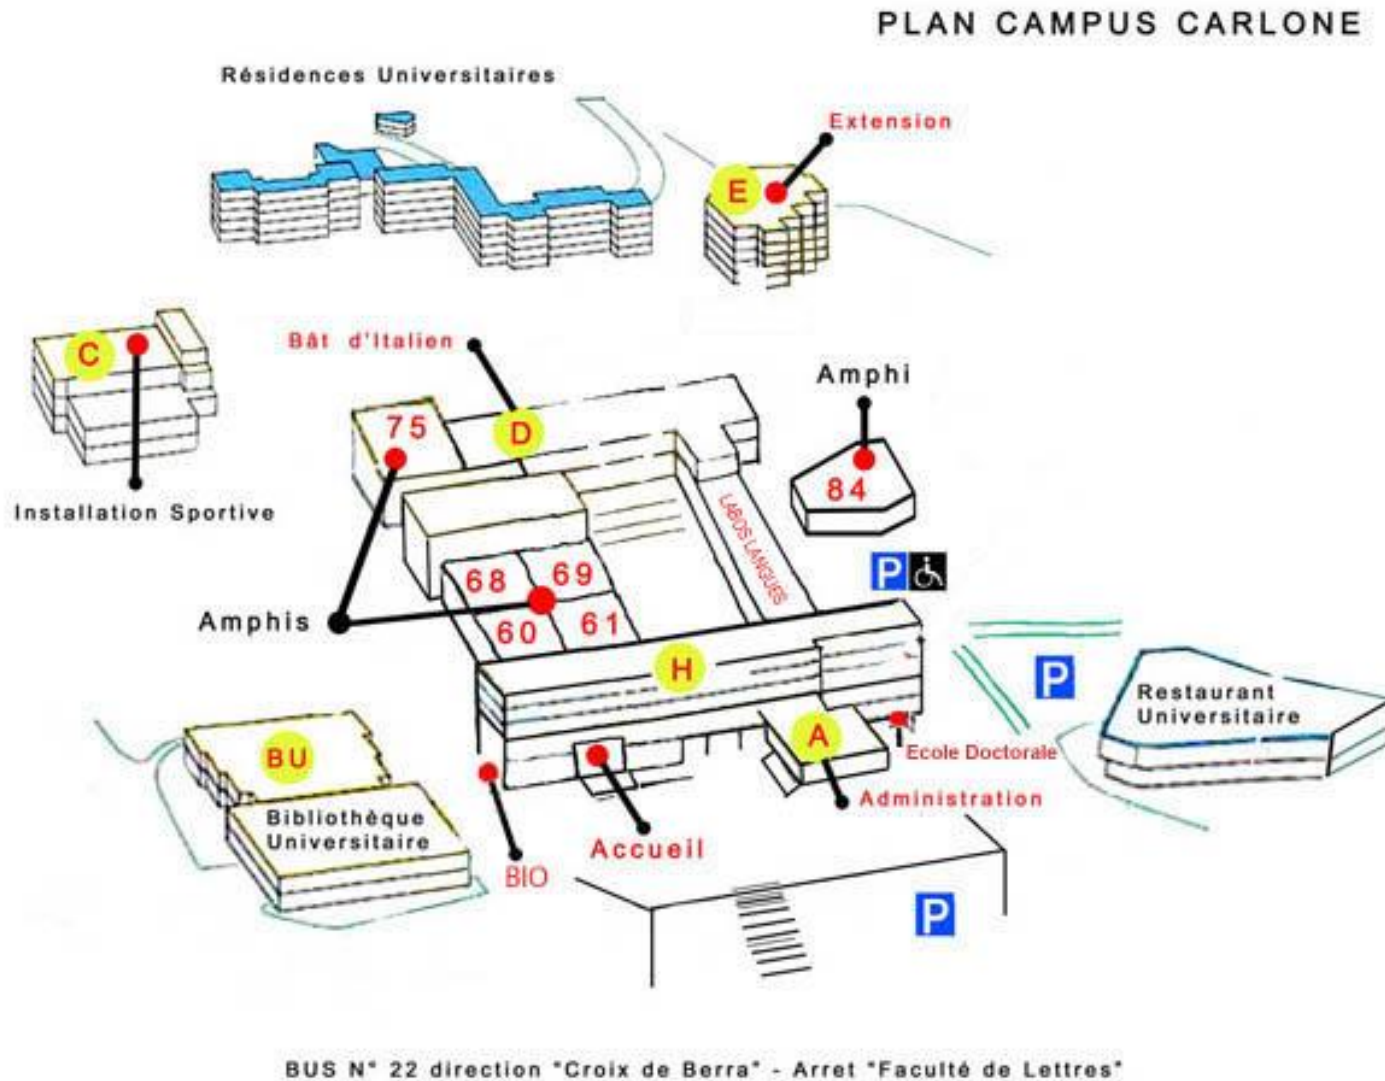 PLAN CAMPUS CARLONE
Résidences Universitaires
Extension
E
Bât d'Italien
C
Amphi
75
D
84
Installation Sportive
LABOS LANGUES
P
68
69
Amphis
60
61
H
P
Restaurant
Universitaire
BU
A
Ecole Doctorale
Administration
Bibliothèque
Universitaire
Accueil
BIO
P
BUS N° 22 direction "Croix de Berra" - Arret "Faculté de Lettres"